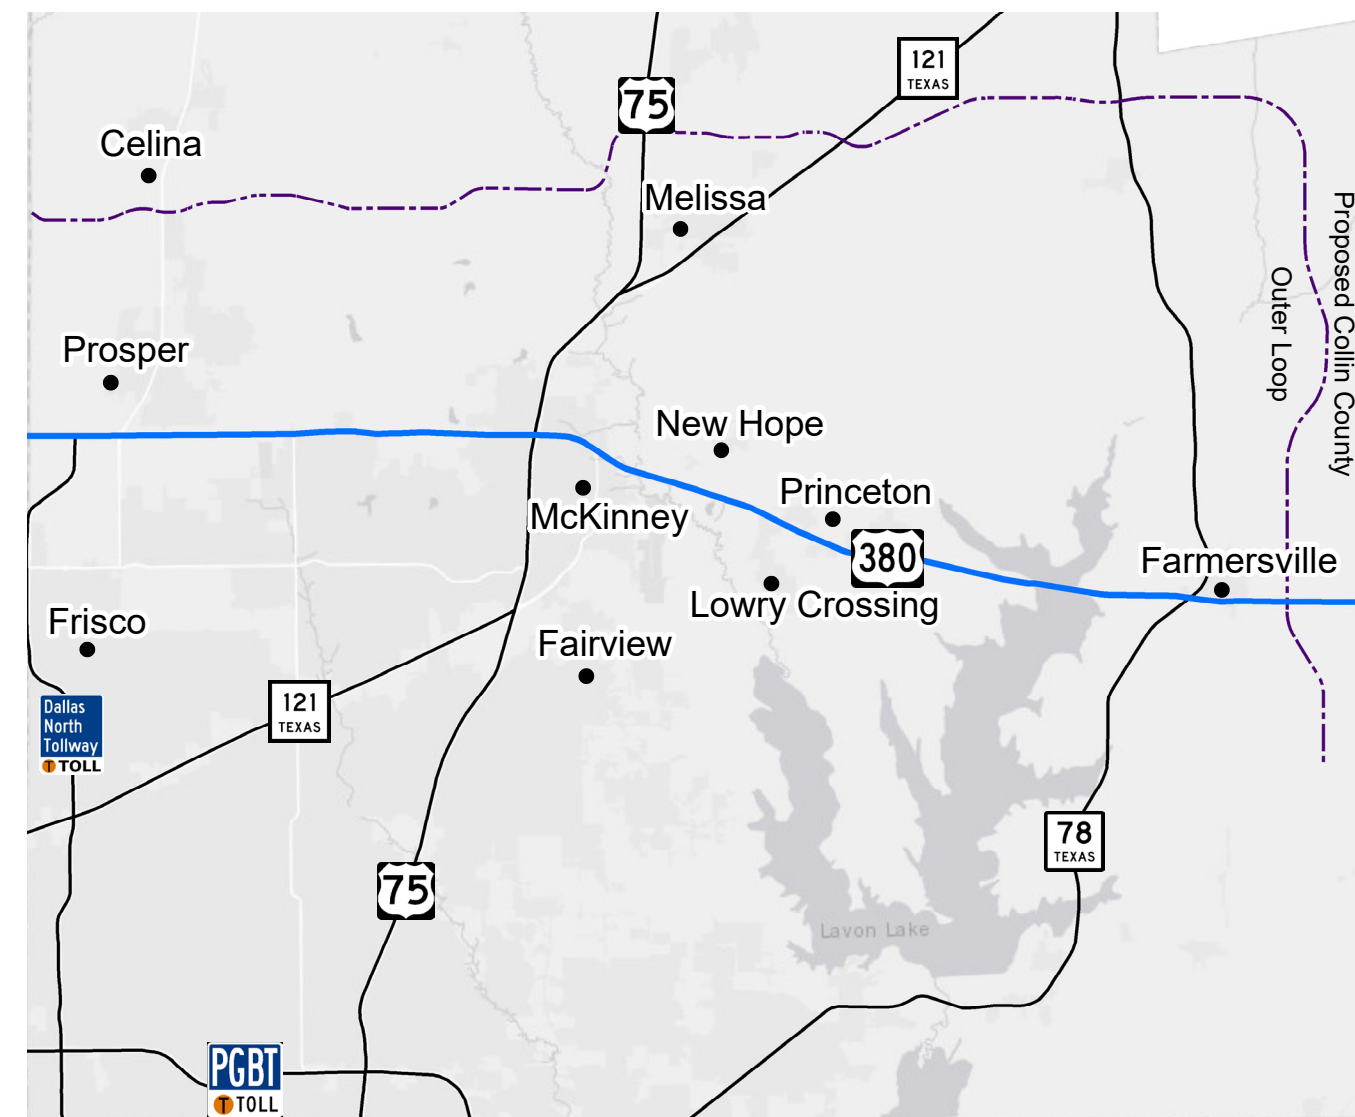 121
TEXAS
75
Celina
Melissa
Proposed Collin County
Outer Loop
Prosper
New Hope
Princeton
McKinney
380
Farmersville
Lowry Crossing
Frisco
Fairview
121
TEXAS
Dallas
North
Tollway
T TOLL
78
TEXAS
75
Lavon Lake
PGBT
T TOLL